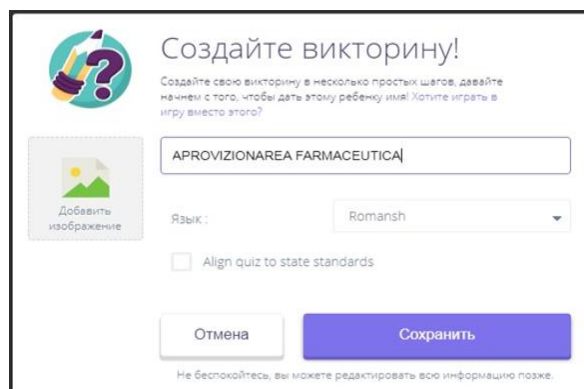 Создайте викторину!
Создайте свою викторину в несколько простых шагов, давайте
начнем с того, чтобы дать этому ребенку имя! Хотите играть в
игру вместо этого?
APROVIZIONAREA FARMACEUTICA
Добавить
изображение
Язык :
Romansh
Align quiz to state standards
Отмена
Сохранить
Не беспокойтесь, вы можете редактировать всю информацию позже.